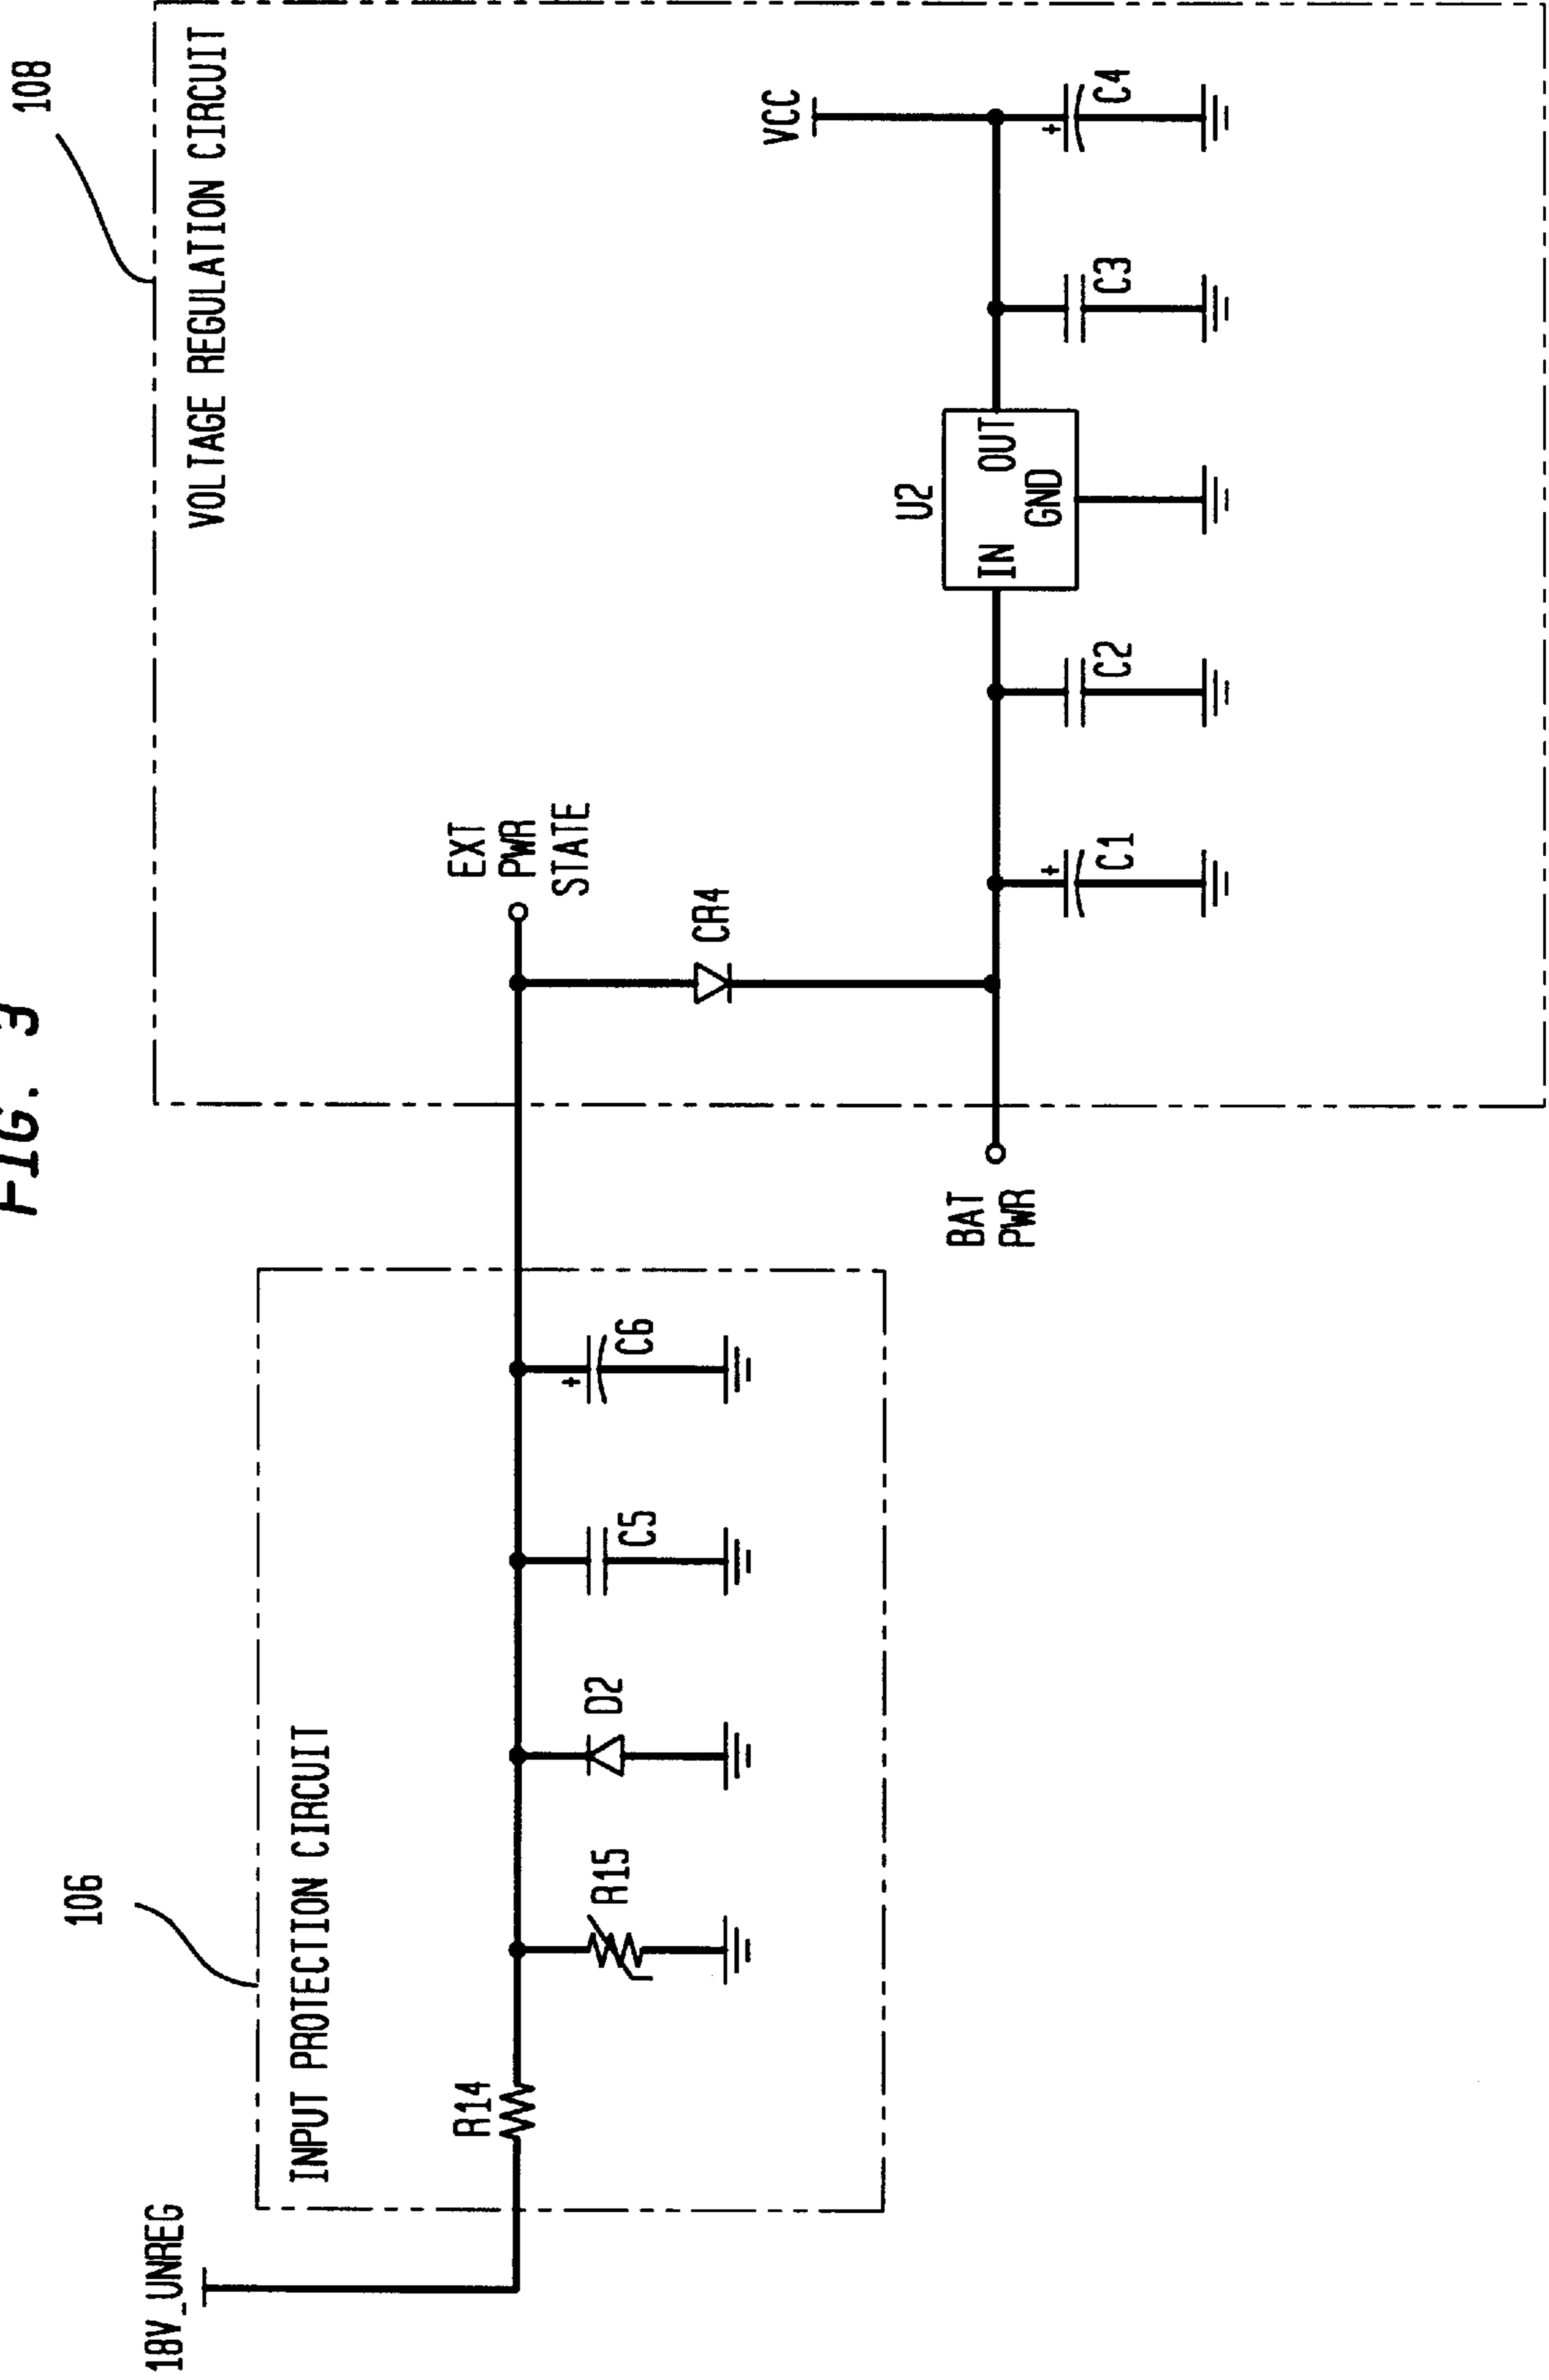 FIG. 3
106
108
18V_UNREG
INPUT PROTECTION CIRCUIT
R14
R15
D2
C5
C6
VOLTAGE REGULATION CIRCUIT
EXT
PWR
STATE
CR4
BAT
PWR
C1
C2
U2
IN
OUT
GND
C3
VCC
C4
+
+
+